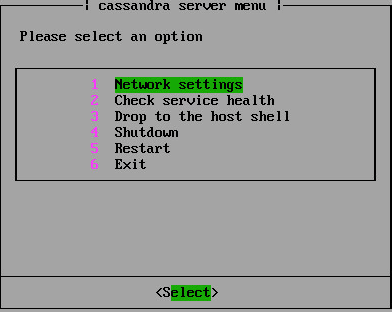 cassandra server menu
Please select an option
1 Network settings
2 Check service health
3 Drop to the host shell
4 Shutdown
5 Restart
6 Exit
<Select>